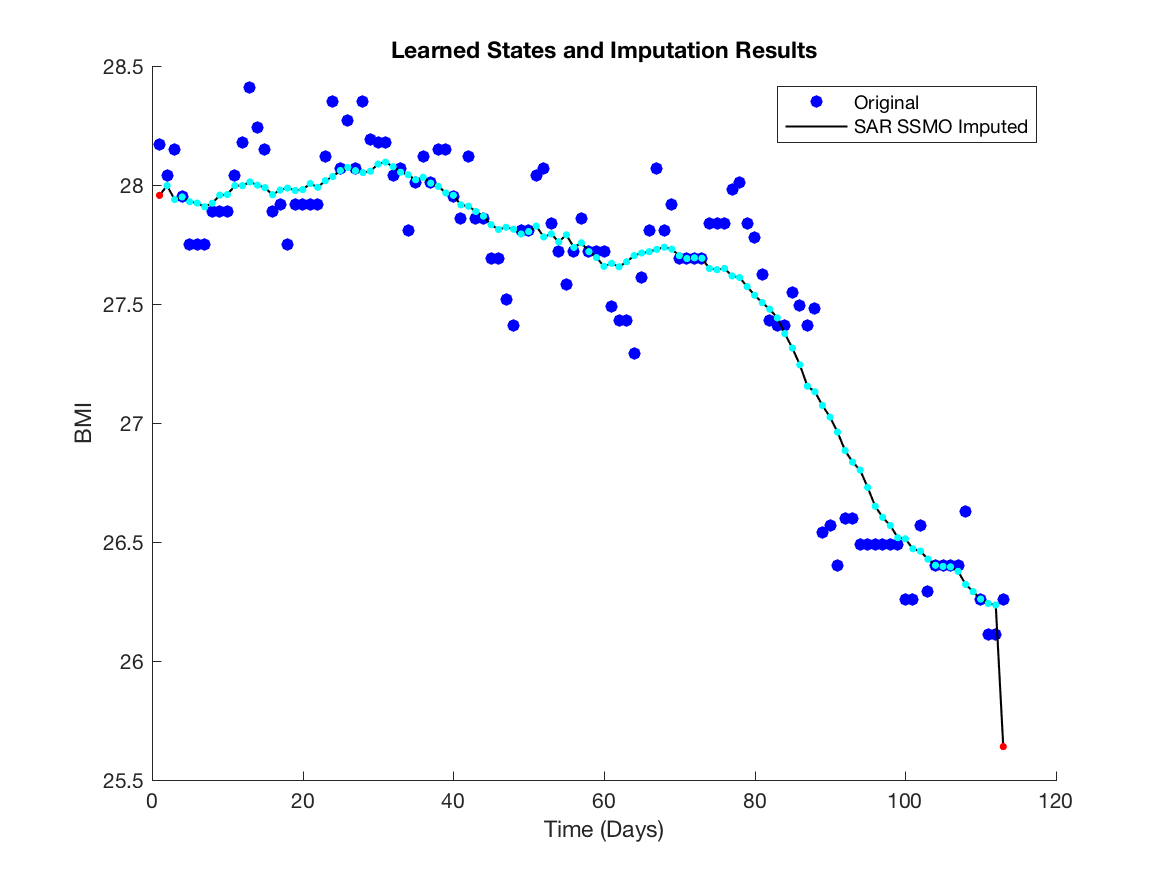 Learned States and Imputation Results
Original
SAR SSMO Imputed
BMI
28.5
28
27.5
27
26.5
26
25.5
0 20 40 60 80 100 120
Time (Days)